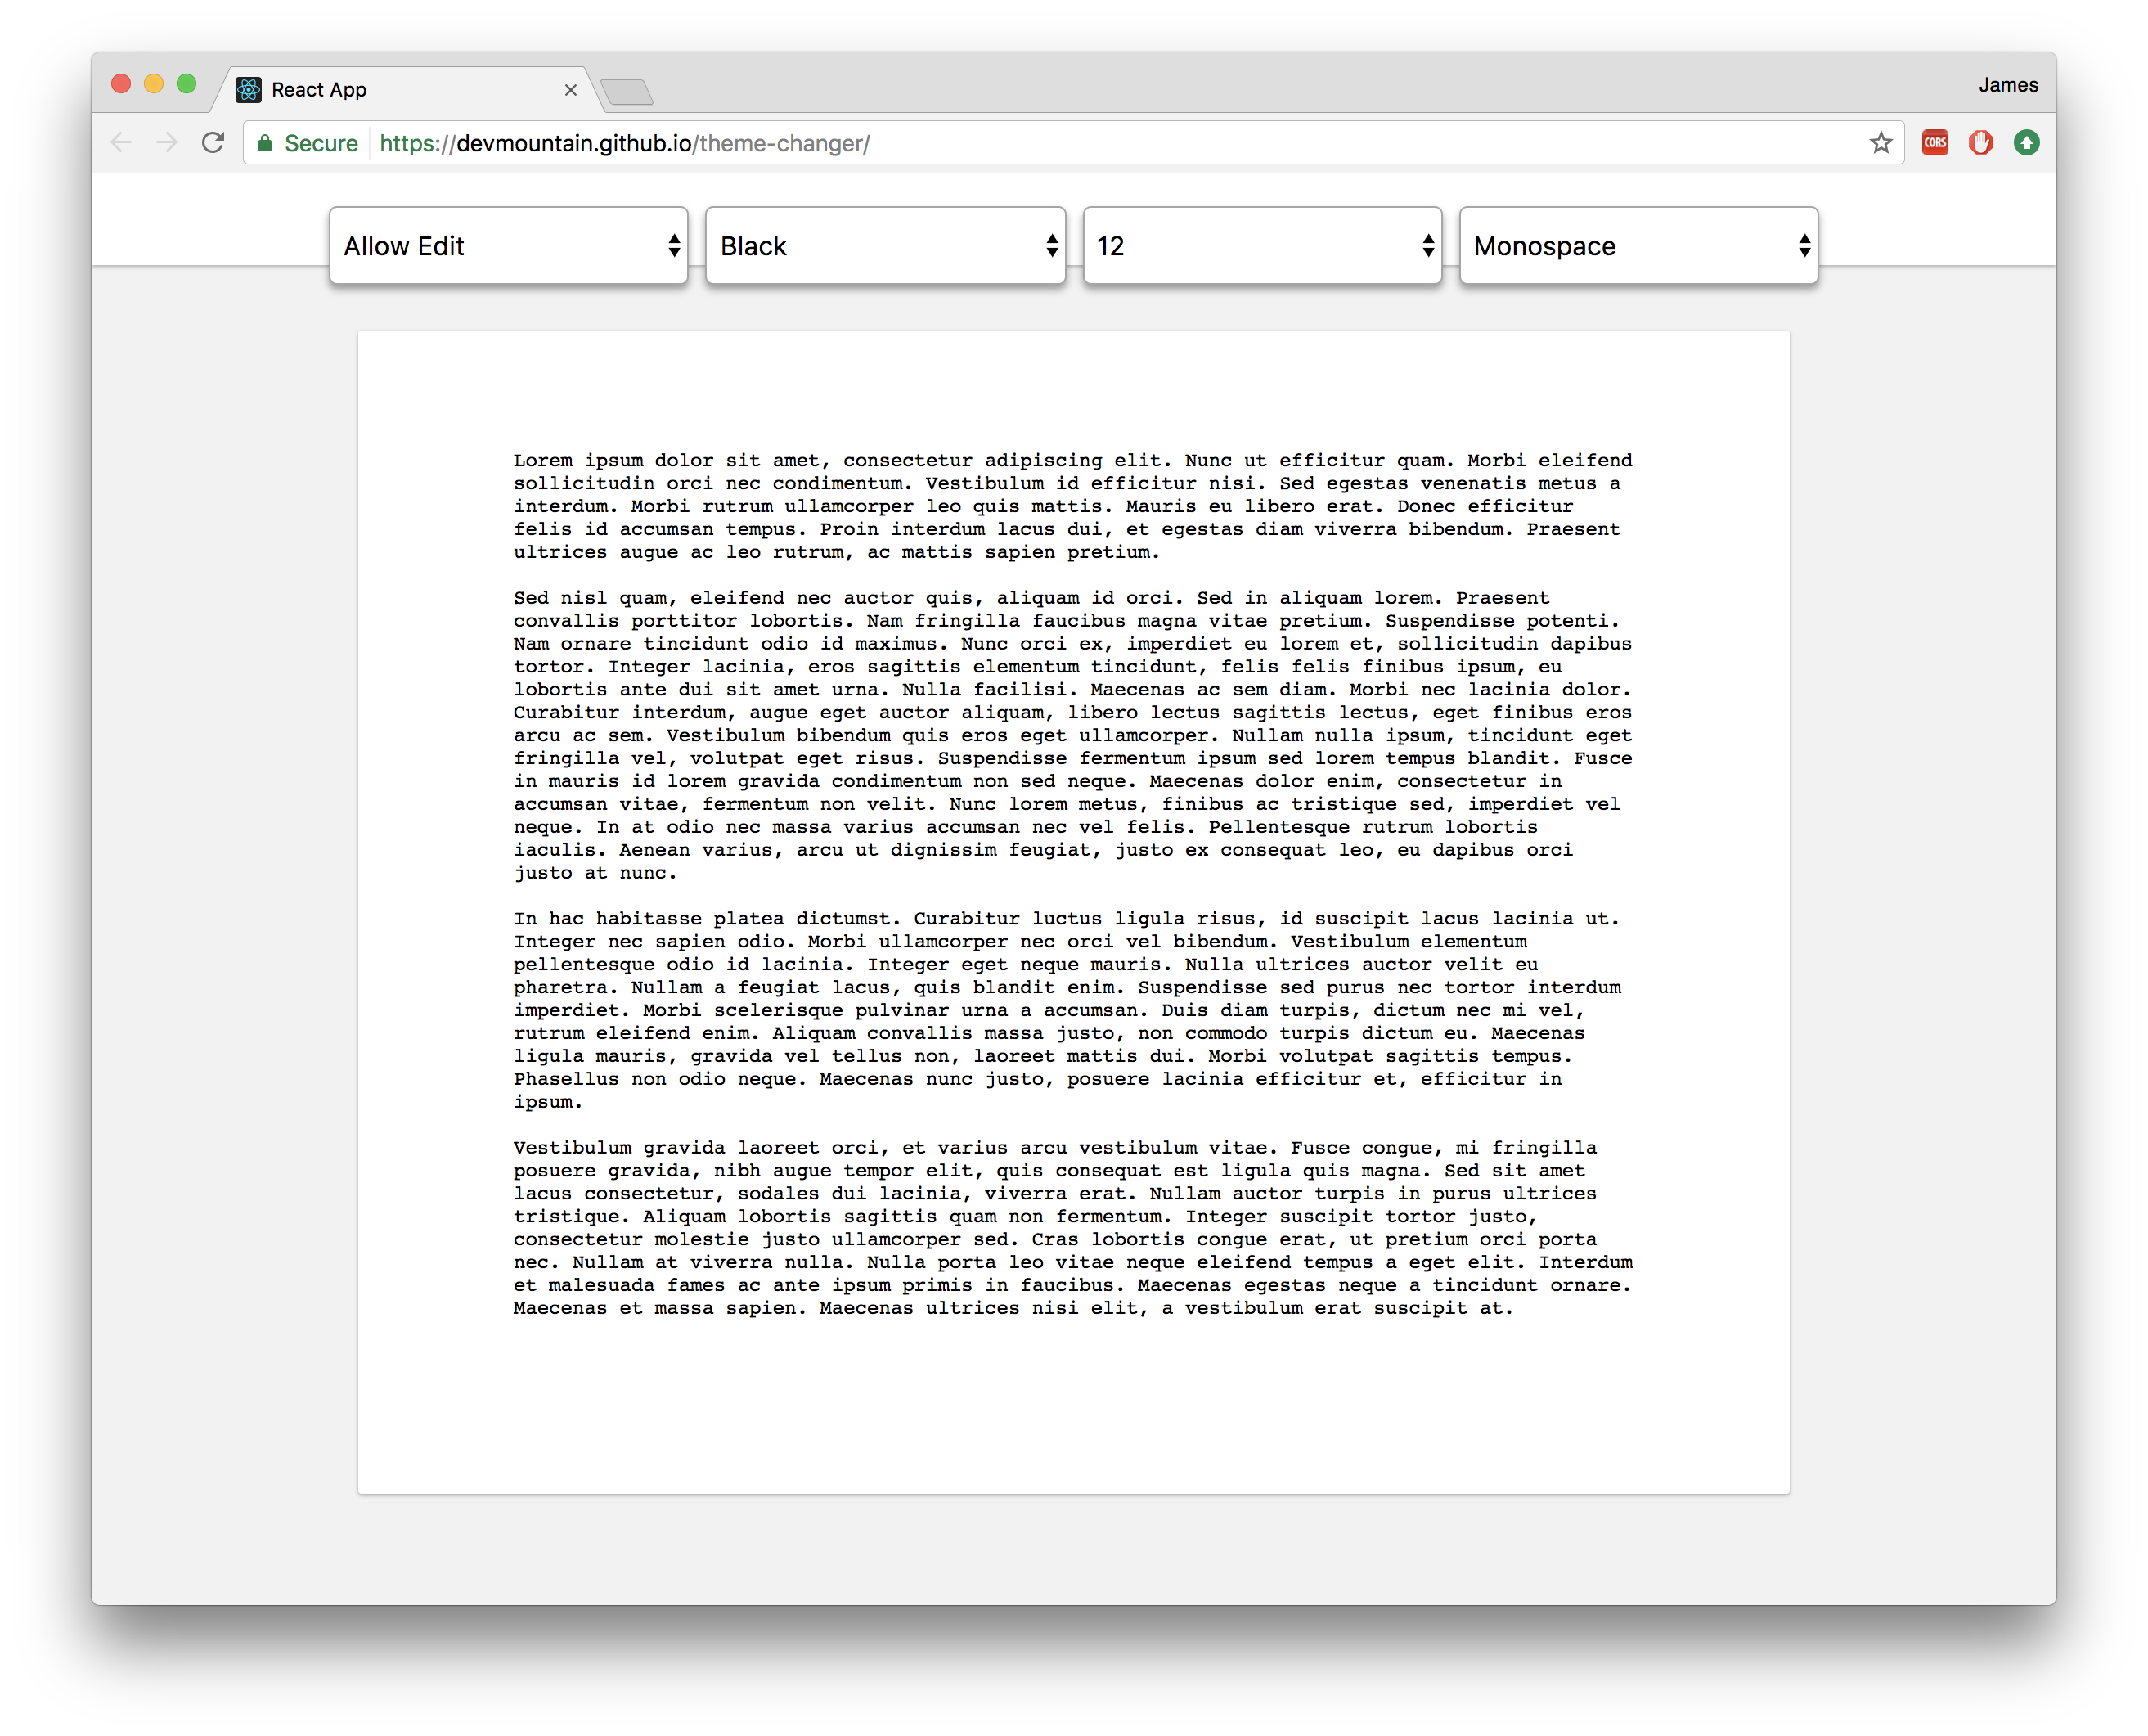 React App
James
Secure https://devmountain.github.io/theme-changer/
CORS
Allow Edit Black 12 Monospace
Lorem ipsum dolor sit amet, consectetur adipiscing elit. Nunc ut efficitur quam. Morbi eleifend
sollicitudin orci nec condimentum. Vestibulum id efficitur nisi. Sed egestas venenatis metus a
interdum. Morbi rutrum ullamcorper leo quis mattis. Mauris eu libero erat. Donec efficitur
felis id accumsan tempus. Proin interdum lacus dui, et egestas diam viverra bibendum. Praesent
ultrices augue ac leo rutrum, ac mattis sapien pretium.
Sed nisl quam, eleifend nec auctor quis, aliquam id orci. Sed in aliquam lorem. Praesent
convallis porttitor lobortis. Nam fringilla faucibus magna vitae pretium. Suspendisse potenti.
Nam ornare tincidunt odio id maximus. Nunc orci ex, imperdiet eu lorem et, sollicitudin dapibus
tortor. Integer lacinia, eros sagittis elementum tincidunt, felis felis finibus ipsum, eu
lobortis ante dui sit amet urna. Nulla facilisi. Maecenas ac sem diam. Morbi nec lacinia dolor.
Curabitur interdum, augue eget auctor aliquam, libero lectus sagittis lectus, eget finibus eros
arcu ac sem. Vestibulum bibendum quis eros eget ullamcorper. Nullam nulla ipsum, tincidunt eget
fringilla vel, volutpat eget risus. Suspendisse fermentum ipsum sed lorem tempus blandit. Fusce
in mauris id lorem gravida condimentum non sed neque. Maecenas dolor enim, consectetur in
accumsan vitae, fermentum non velit. Nunc lorem metus, finibus ac tristique sed, imperdiet vel
neque. In at odio nec massa varius accumsan nec vel felis. Pellentesque rutrum lobortis
iaculis. Aenean varius, arcu ut dignissim feugiat, justo ex consequat leo, eu dapibus orci
justo at nunc.
In hac habitasse platea dictumst. Curabitur luctus ligula risus, id suscipit lacus lacinia ut.
Integer nec sapien odio. Morbi ullamcorper nec orci vel bibendum. Vestibulum elementum
pellentesque odio id lacinia. Integer eget neque mauris. Nulla ultrices auctor velit eu
pharetra. Nullam a feugiat lacus, quis blandit enim. Suspendisse sed purus nec tortor interdum
imperdiet. Morbi scelerisque pulvinar urna a accumsan. Duis diam turpis, dictum nec mi vel,
rutrum eleifend enim. Aliquam convallis massa justo, non commodo turpis dictum eu. Maecenas
ligula mauris, gravida vel tellus non, laoreet mattis dui. Morbi volutpat sagittis tempus.
Phasellus non odio neque. Maecenas nunc justo, posuere lacinia efficitur et, efficitur in
ipsum.
Vestibulum gravida laoreet orci, et varius arcu vestibulum vitae. Fusce congue, mi fringilla
posuere gravida, nibh augue tempor elit, quis consequat est ligula quis magna. Sed sit amet
lacus consectetur, sodales dui lacinia, viverra erat. Nullam auctor turpis in purus ultrices
tristique. Aliquam lobortis sagittis quam non fermentum. Integer suscipit tortor justo,
consectetur molestie justo ullamcorper sed. Cras lobortis congue erat, ut pretium orci porta
nec. Nullam at viverra nulla. Nulla porta leo vitae neque eleifend tempus a eget elit. Interdum
et malesuada fames ac ante ipsum primis in faucibus. Maecenas egestas neque a tincidunt ornare.
Maecenas et massa sapien. Maecenas ultrices nisi elit, a vestibulum erat suscipit at.